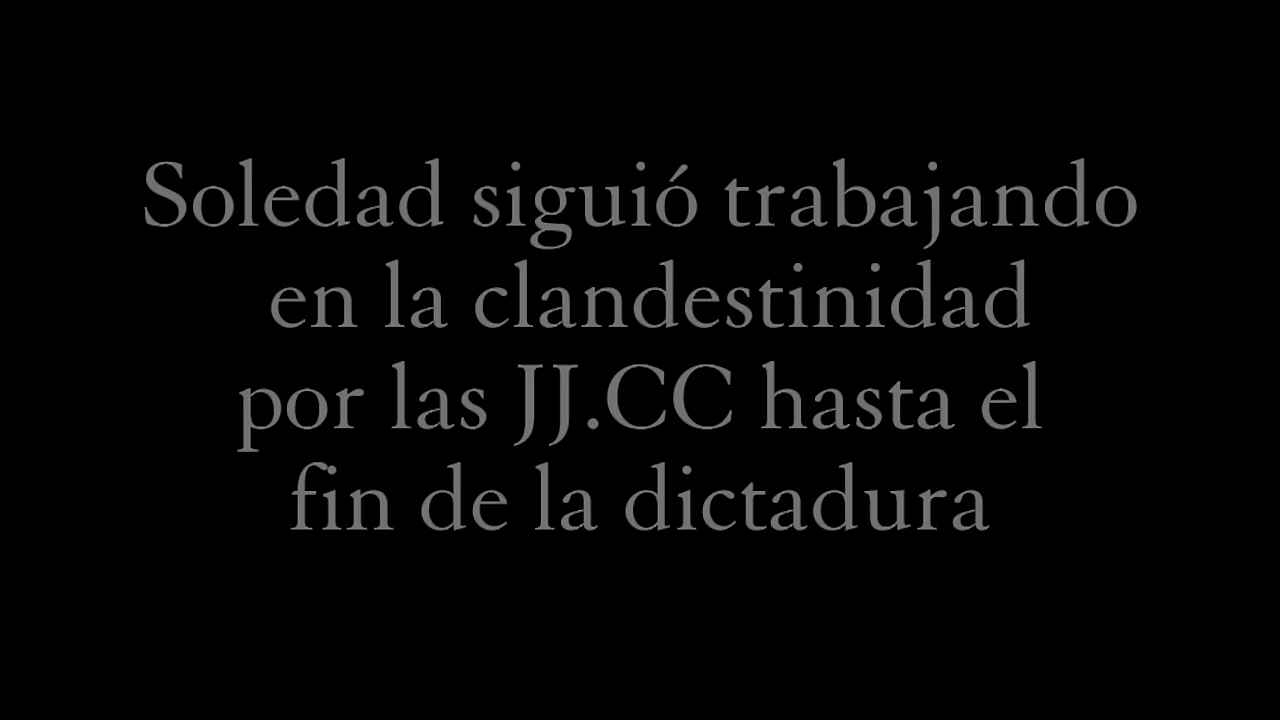 Soledad siguió trabajando
en la clandestinidad
por las JJ.CC hasta el
fin de la dictadura